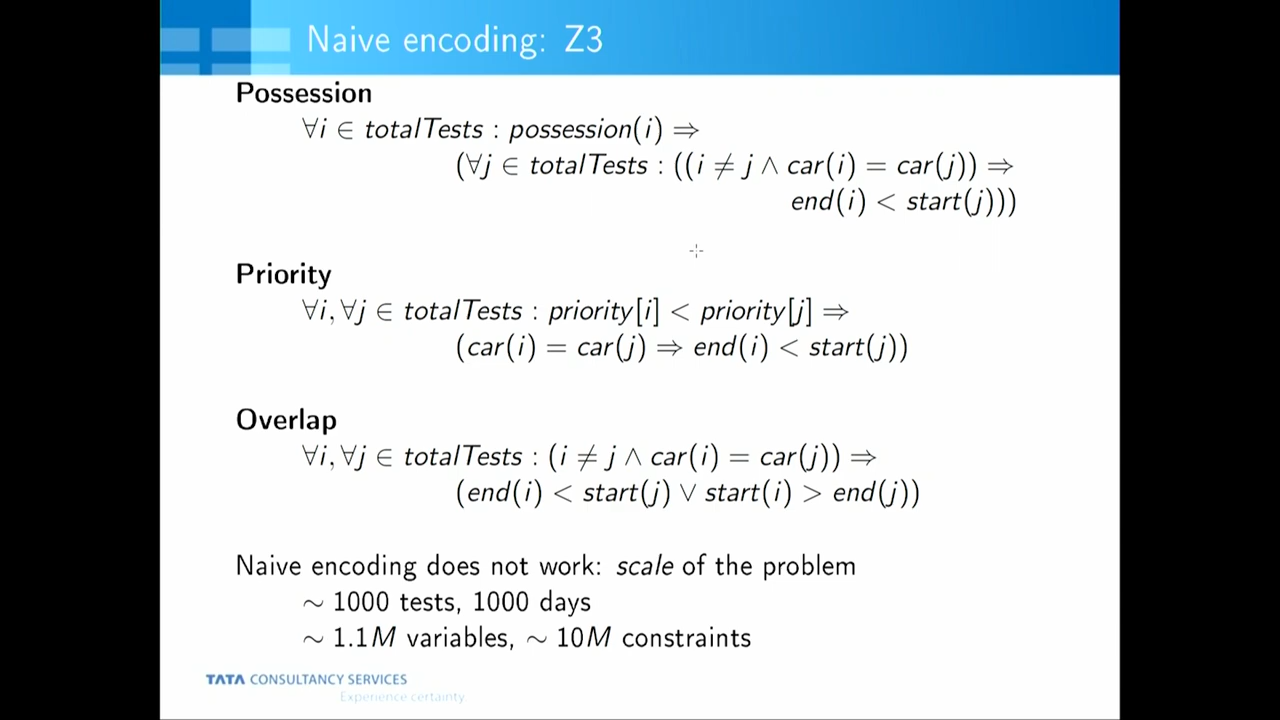 Naive encoding: Z3
Possession
∀i ∈ totalTests : possession(i) ⇒
(∀j ∈ totalTests : ((i ≠ j ∧ car(i) = car(j)) ⇒
end(i) < start(j)))
Priority
∀i, ∀j ∈ totalTests : priority[i] < priority[j] ⇒
(car(i) = car(j) ⇒ end(i) < start(j))
Overlap
∀i, ∀j ∈ totalTests : (i ≠ j ∧ car(i) = car(j)) ⇒
(end(i) < start(j) ∨ start(i) > end(j))
Naive encoding does not work: scale of the problem
∼ 1000 tests, 1000 days
∼ 1.1M variables, ∼ 10M constraints
TATA CONSULTANCY SERVICES
Experience certainty